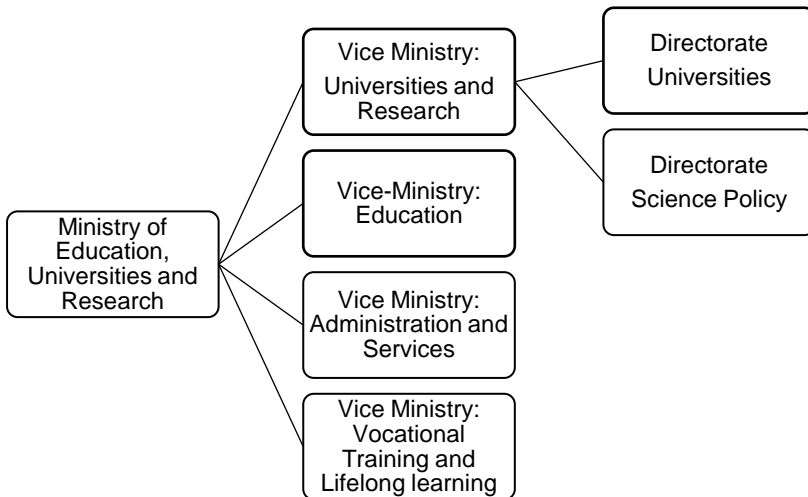 Ministry of
Education,
Universities and
Research
Vice Ministry:
Universities and
Research
Directorate
Universities
Directorate
Science Policy
Vice-Ministry:
Education
Vice Ministry:
Administration and
Services
Vice Ministry:
Vocational
Training and
Lifelong learning